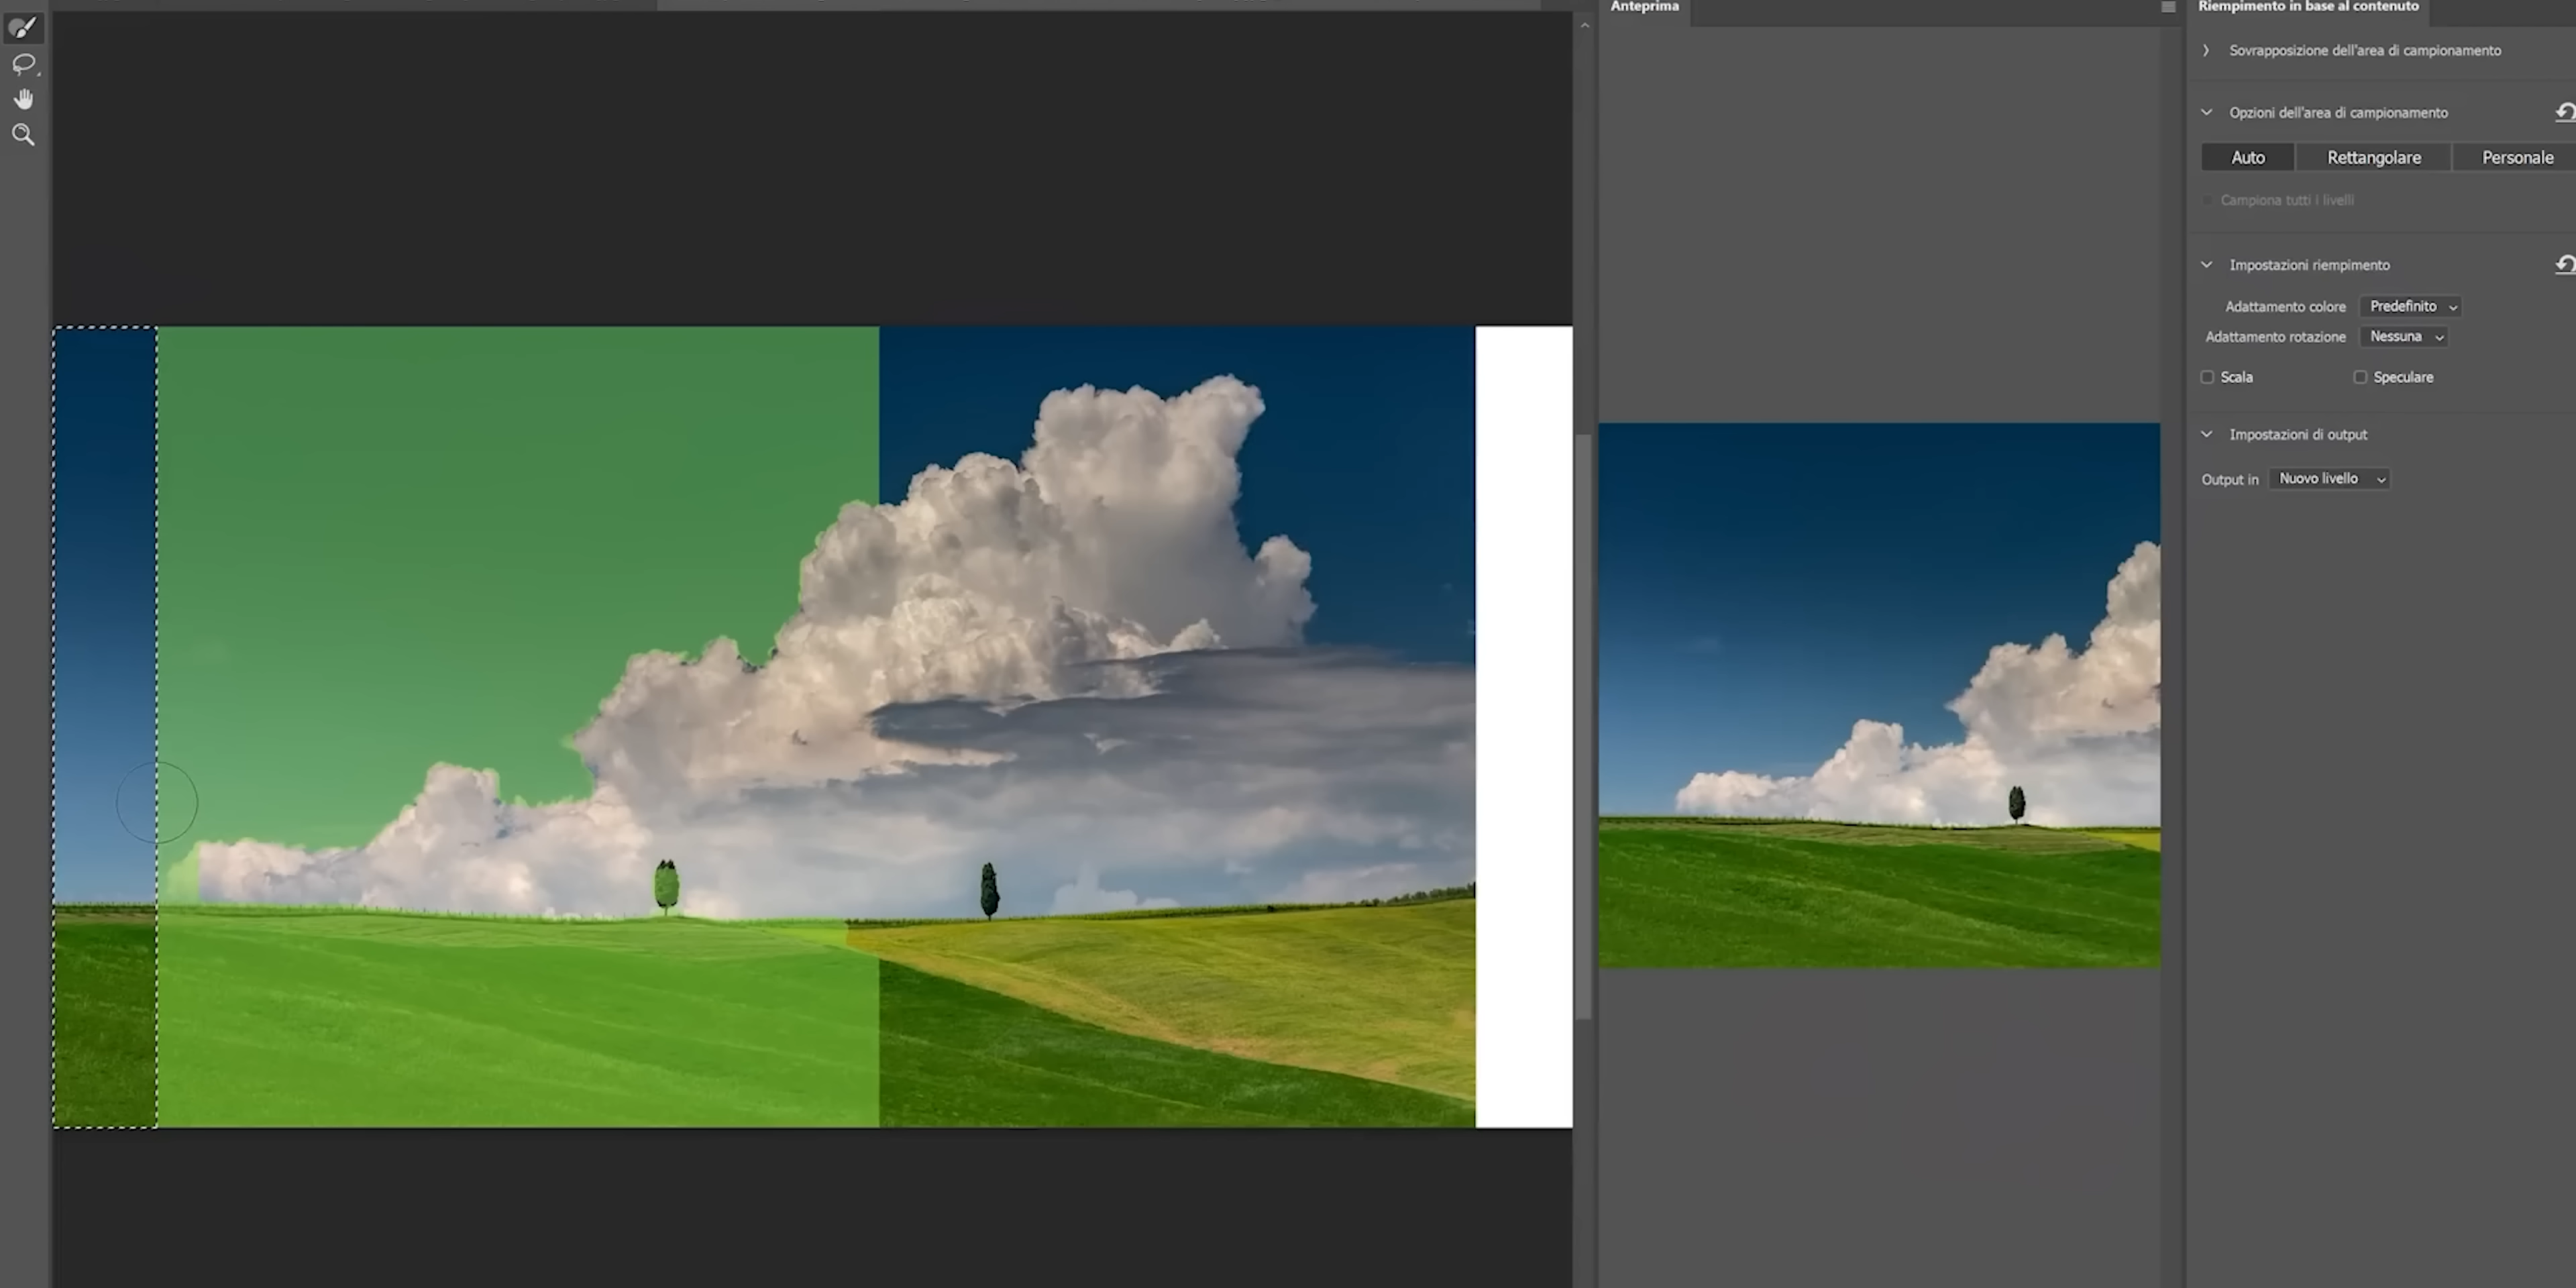 Anteprima
Riempimento in base al contenuto
Sovrapposizione dell'area di campionamento
Opzioni dell'area di campionamento
Auto Rettangolare Personale
Campiona tutti i livelli
Impostazioni riempimento
Adattamento colore Predefinito
Adattamento rotazione Nessuna
Scala Speculare
Impostazioni di output
Output in Nuovo livello